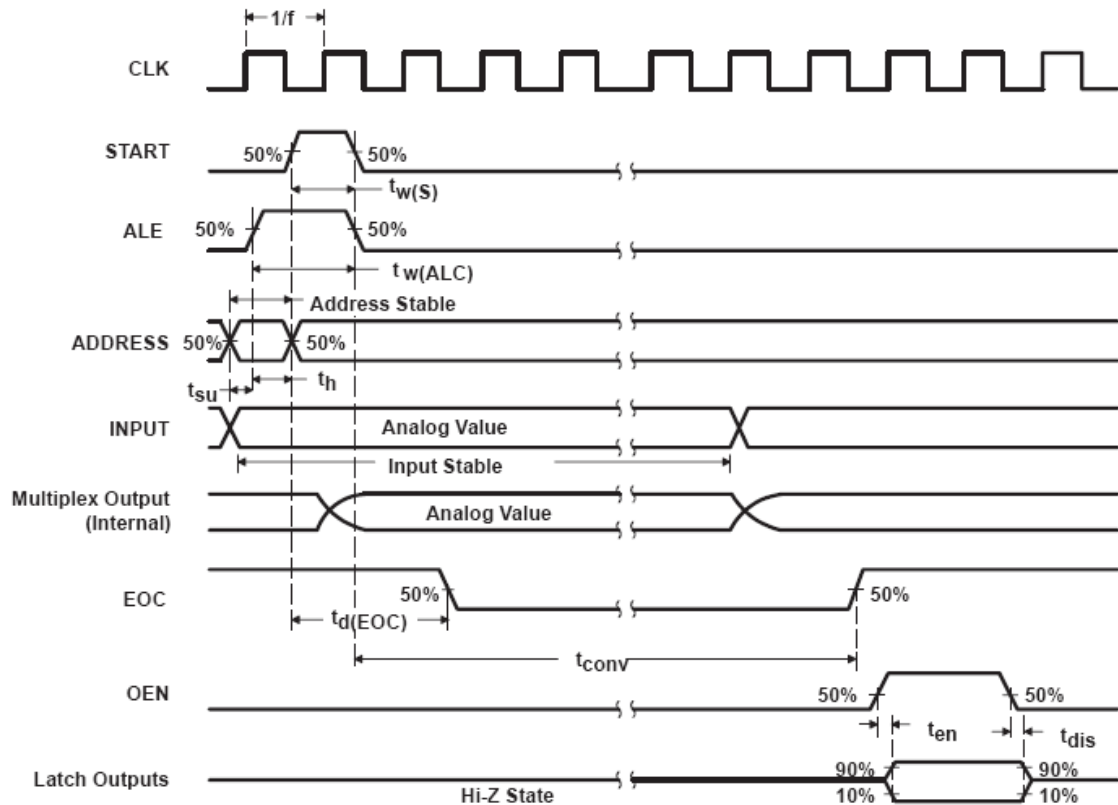 1/f
CLK
START
50%
50%
tw(S)
ALE
50%
50%
tw(ALC)
Address Stable
ADDRESS
50%
50%
tsu
th
INPUT
Analog Value
Input Stable
Multiplex Output
(Internal)
Analog Value
EOC
50%
50%
td(EOC)
tconv
OEN
50%
50%
ten
tdis
Latch Outputs
90%
90%
10%
10%
Hi-Z State